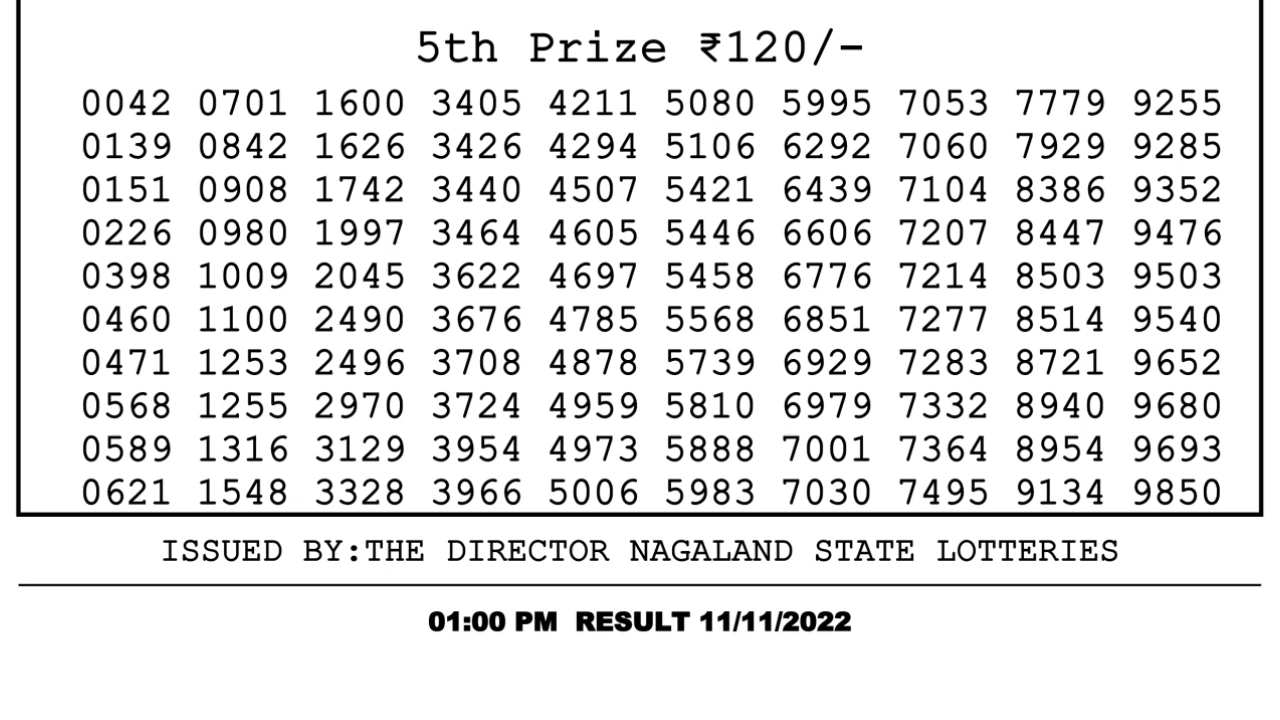 5th Prize ₹120/-
0042 0701 1600 3405 4211 5080 5995 7053 7779 9255
0139 0842 1626 3426 4294 5106 6292 7060 7929 9285
0151 0908 1742 3440 4507 5421 6439 7104 8386 9352
0226 0980 1997 3464 4605 5446 6606 7207 8447 9476
0398 1009 2045 3622 4697 5458 6776 7214 8503 9503
0460 1100 2490 3676 4785 5568 6851 7277 8514 9540
0471 1253 2496 3708 4878 5739 6929 7283 8721 9652
0568 1255 2970 3724 4959 5810 6979 7332 8940 9680
0589 1316 3129 3954 4973 5888 7001 7364 8954 9693
0621 1548 3328 3966 5006 5983 7030 7495 9134 9850
ISSUED BY:THE DIRECTOR NAGALAND STATE LOTTERIES
01:00 PM RESULT 11/11/2022